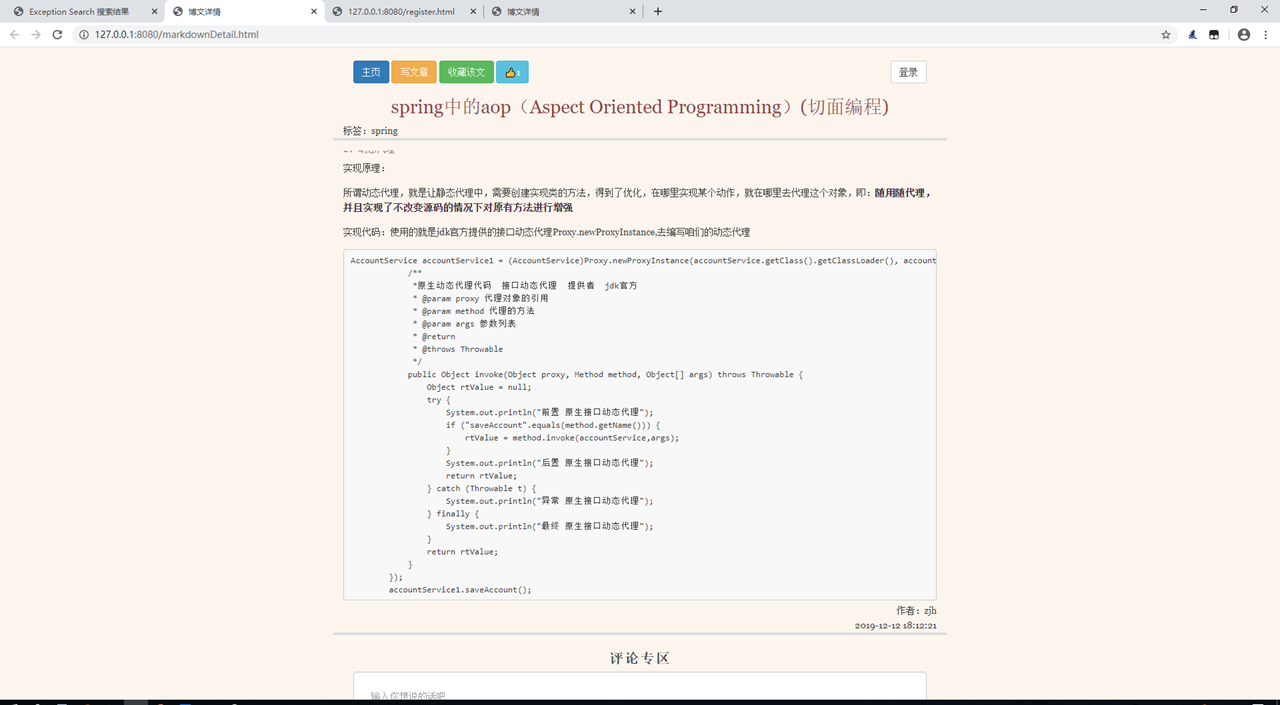 Exception Search 搜索结果
博文详情
127.0.0.1:8080/register.html
博文详情
127.0.0.1:8080/markdownDetail.html
主页 写文章 收藏该文 1 登录
spring中的aop（Aspect Oriented Programming）(切面编程)
标签：spring
实现原理：
所谓动态代理，就是让静态代理中，需要创建实现类的方法，得到了优化，在哪里实现某个动作，就在哪里去代理这个对象，即：随用随代理，
并且实现了不改变源码的情况下对原有方法进行增强
实现代码：使用的就是jdk官方提供的接口动态代理Proxy.newProxyInstance,去编写咱们的动态代理
AccountService accountService1 = (AccountService)Proxy.newProxyInstance(accountService.getClass().getClassLoader(), account
/**
*原生动态代理代码 接口动态代理 提供者 jdk官方
* @param proxy 代理对象的引用
* @param method 代理的方法
* @param args 参数列表
* @return
* @throws Throwable
*/
public Object invoke(Object proxy, Method method, Object[] args) throws Throwable {
Object rtValue = null;
try {
System.out.println("前置 原生接口动态代理");
if ("saveAccount".equals(method.getName())) {
rtValue = method.invoke(accountService,args);
}
System.out.println("后置 原生接口动态代理");
return rtValue;
} catch (Throwable t) {
System.out.println("异常 原生接口动态代理");
} finally {
System.out.println("最终 原生接口动态代理");
}
return rtValue;
}
});
accountService1.saveAccount();
作者：zjh
2019-12-12 18:12:21
评论专区
输入你想说的话吧